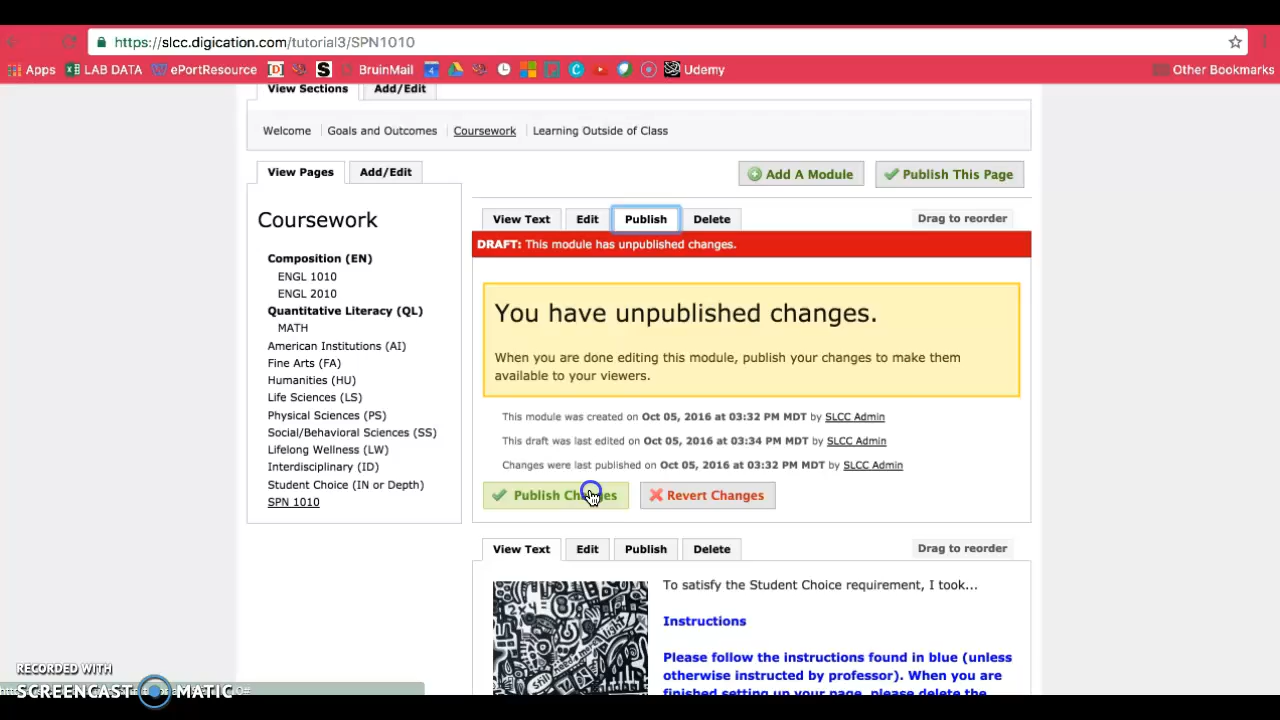 https://slcc.digication.com/tutorial3/SPN1010
Apps LAB DATA ePortResource BruinMail Udemy Other Bookmarks
View Sections Add/Edit
Welcome Goals and Outcomes Coursework Learning Outside of Class
View Pages Add/Edit
Add A Module Publish This Page
Coursework
Composition (EN)
ENGL 1010
ENGL 2010
Quantitative Literacy (QL)
MATH
American Institutions (AI)
Fine Arts (FA)
Humanities (HU)
Life Sciences (LS)
Physical Sciences (PS)
Social/Behavioral Sciences (SS)
Lifelong Wellness (LW)
Interdisciplinary (ID)
Student Choice (IN or Depth)
SPN 1010
View Text Edit Publish Delete Drag to reorder
DRAFT: This module has unpublished changes.
You have unpublished changes.
When you are done editing this module, publish your changes to make them
available to your viewers.
This module was created on Oct 05, 2016 at 03:32 PM MDT by SLCC Admin
This draft was last edited on Oct 05, 2016 at 03:34 PM MDT by SLCC Admin
Changes were last published on Oct 05, 2016 at 03:32 PM MDT by SLCC Admin
Publish Changes Revert Changes
View Text Edit Publish Delete Drag to reorder
To satisfy the Student Choice requirement, I took...
Instructions
Please follow the instructions found in blue (unless
otherwise instructed by professor). When you are
finished setting up your page, please delete the
RECORDED WITH
SCREENCAST MATIC